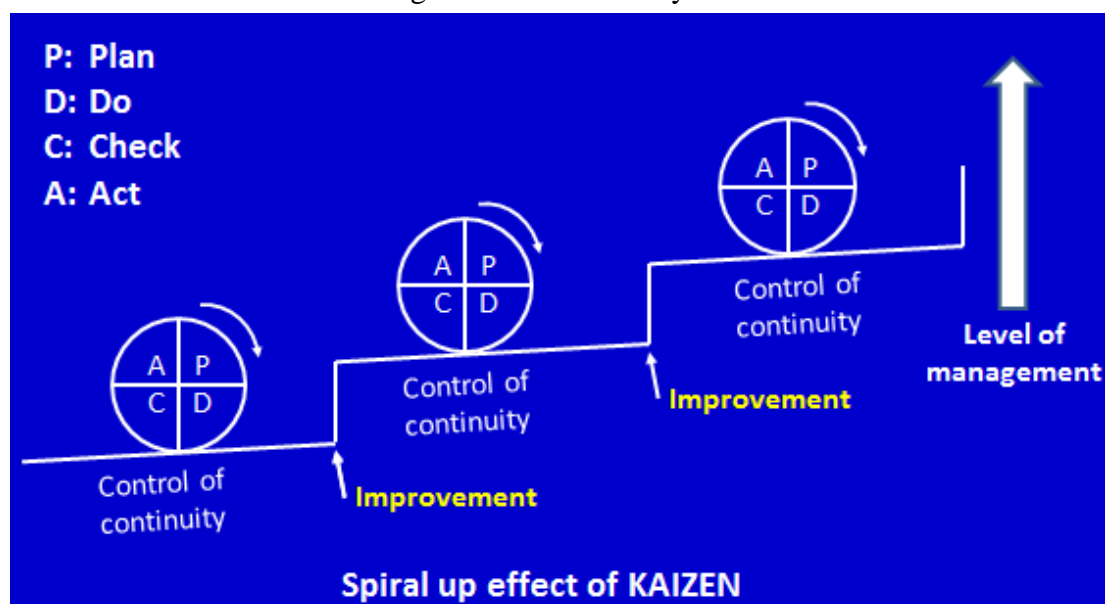 P: Plan
D: Do
C: Check
A: Act
A P
C D
Control of
continuity
Improvement
A P
C D
Control of
continuity
Improvement
A P
C D
Control of
continuity
Level of
management
Spiral up effect of KAIZEN